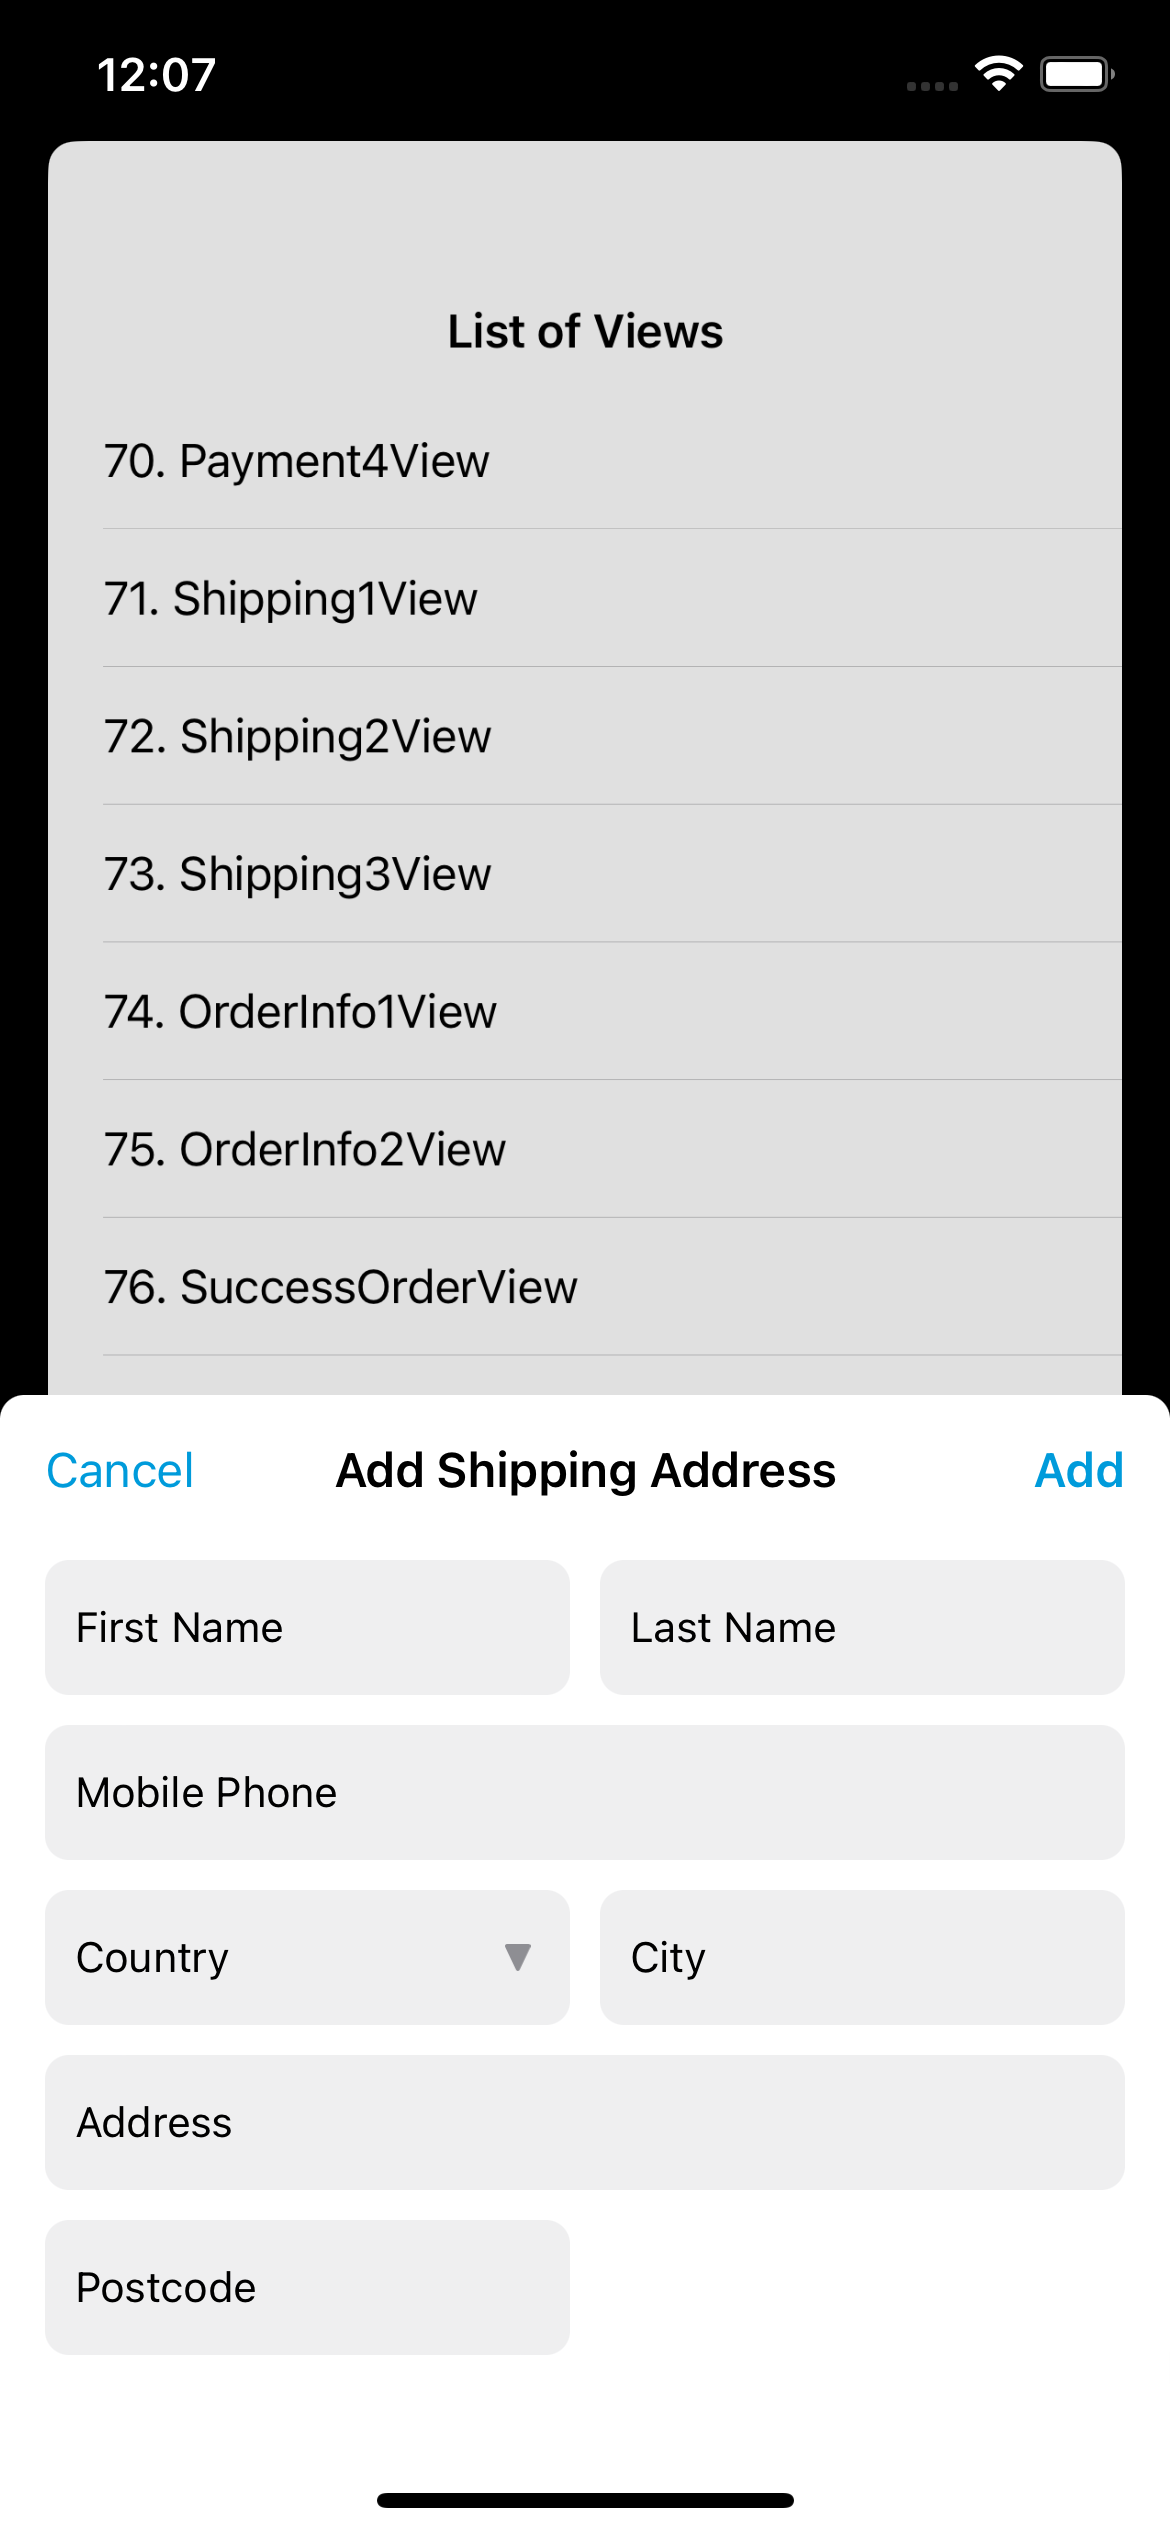 12:07
List of Views
70. Payment4View
71. Shipping1View
72. Shipping2View
73. Shipping3View
74. OrderInfo1View
75. OrderInfo2View
76. SuccessOrderView
Cancel Add Shipping Address Add
First Name Last Name
Mobile Phone
Country City
Address
Postcode